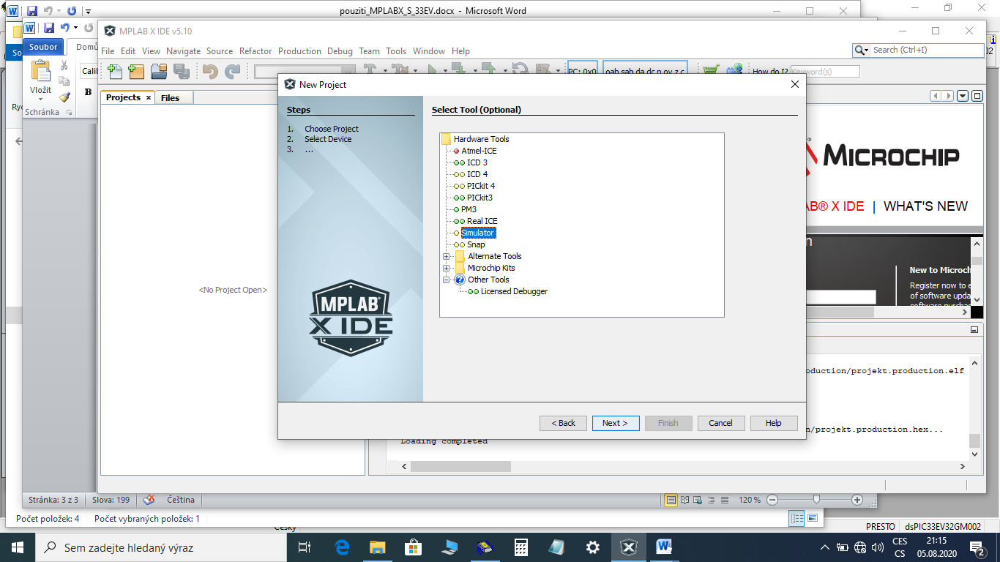 pouziti_MPLABX_S_33EV.docx - Microsoft Word
MPLAB X IDE v5.10
Soubor
Domů
File Edit View Navigate Source Refactor Production Debug Team Tools Window Help
Search (Ctrl+I)
Vložit
B
Schránka
PC: 0x0
oab sab da dc n ov z c
How do I?
Keyword(s)
Projects
Files
<No Project Open>
New Project
Steps
1. Choose Project
2. Select Device
3. ...
MPLAB®
X IDE
Select Tool (Optional)
Hardware Tools
Atmel-ICE
ICD 3
ICD 4
PICkit 4
PICkit3
PM3
Real ICE
Simulator
Snap
Alternate Tools
Microchip Kits
Other Tools
Licensed Debugger
< Back
Next >
Finish
Cancel
Help
MICROCHIP
AB® X IDE | WHAT'S NEW
New to Microch
Register now to e
of software upda
software purchas
oduction/projekt.production.elf
n/projekt.production.hex...
Loading completed
Stránka: 3 z 3
Slova: 199
Čeština
120 %
Počet položek: 4
Počet vybraných položek: 1
Česky
PRESTO
dsPIC33EV32GM002
Sem zadejte hledaný výraz
CES
CS
21:15
05.08.2020
2